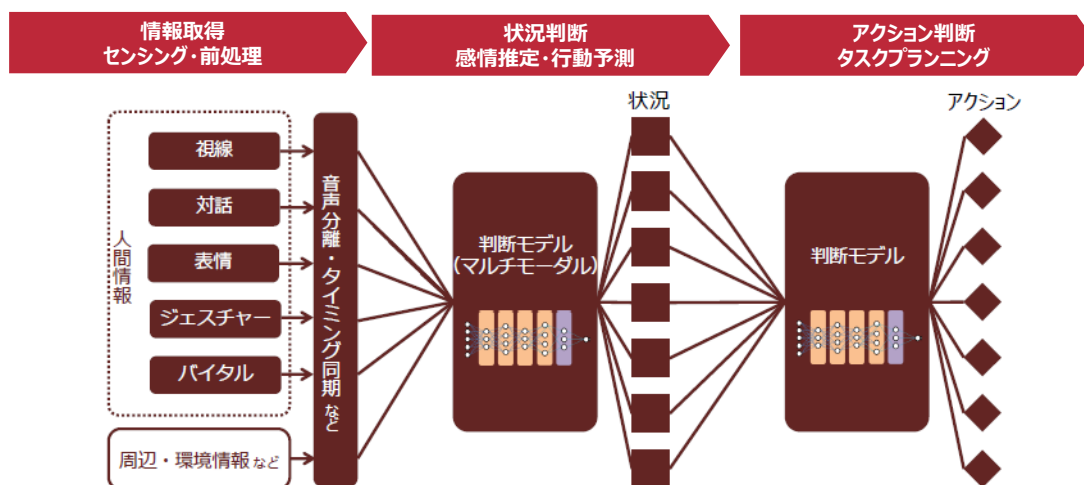 情報取得
センシング・前処理
状況判断
感情推定・行動予測
アクション判断
タスクプランニング
人間情報
視線
対話
表情
ジェスチャー
バイタル
周辺・環境情報 など
音声分離・タイミング同期 など
判断モデル
(マルチモーダル)
状況
判断モデル
アクション